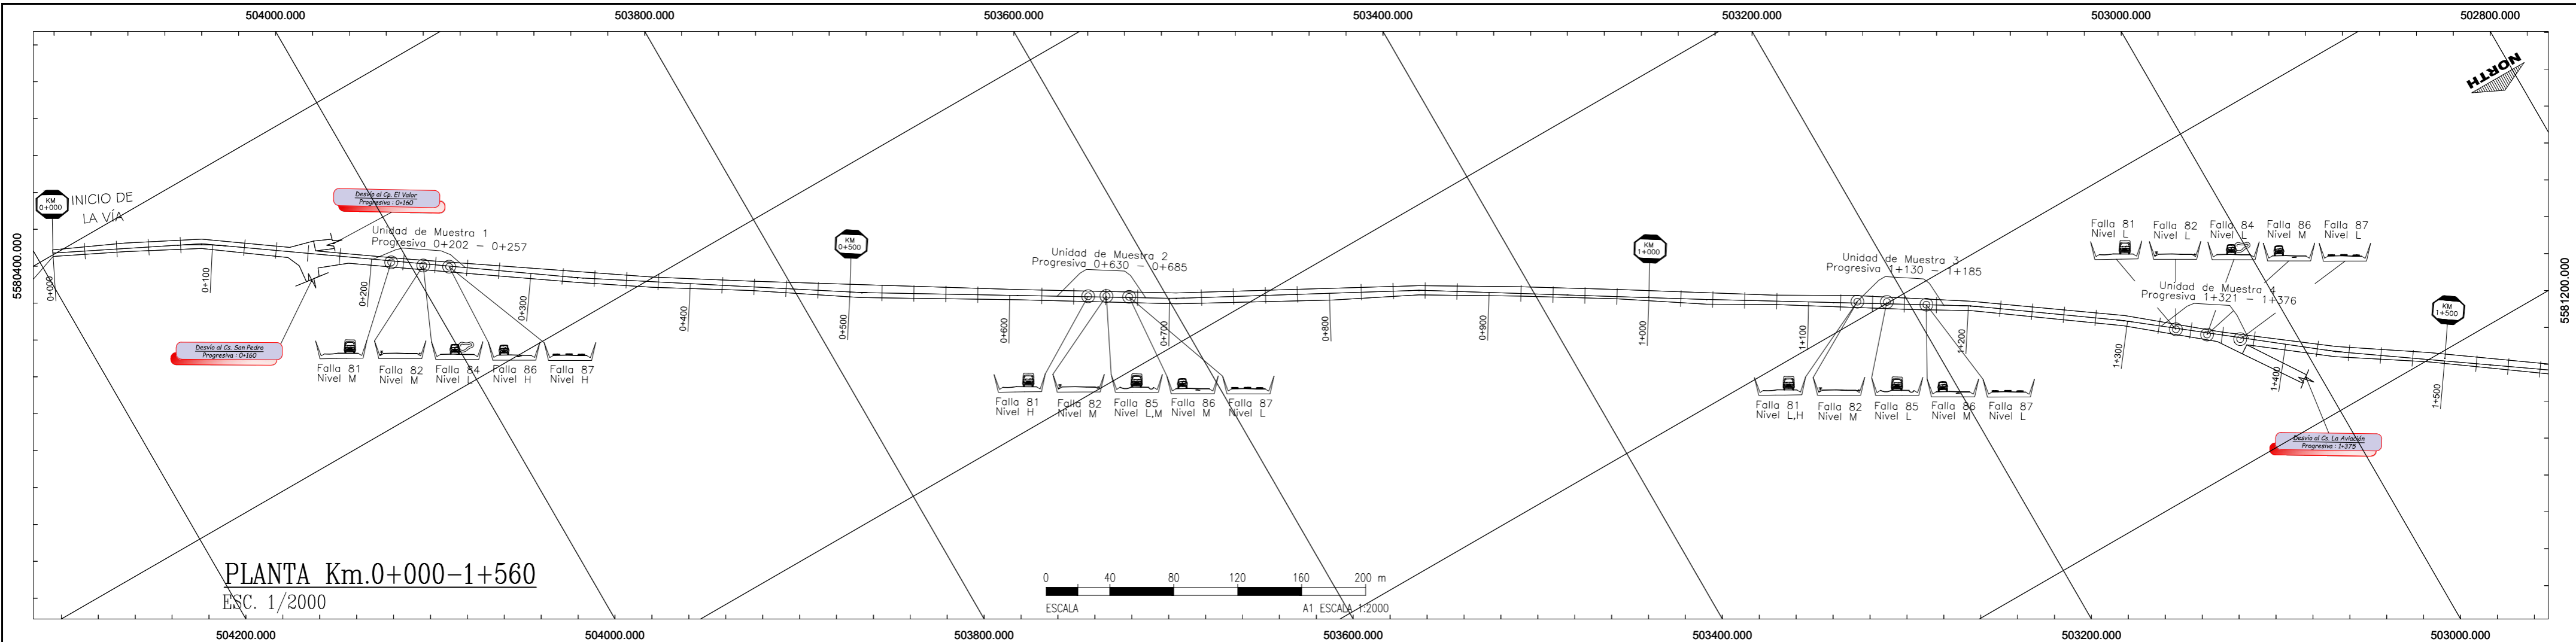 504000.000
503800.000
503600.000
503400.000
503200.000
503000.000
502800.000
NORTH
5580400.000
5581200.000
KM
0+000
INICIO DE
LA VÍA
Desvio al Cp. El Valor
Progresiva : 0+160
Unidad de Muestra 1
Progresiva 0+202 - 0+257
KM
0+500
Unidad de Muestra 2
Progresiva 0+630 - 0+685
KM
1+000
Unidad de Muestra 3
Progresiva 1+130 - 1+185
Falla 81
Nivel L
Falla 82
Nivel L
Falla 84
Nivel L
Falla 86
Nivel M
Falla 87
Nivel L
Unidad de Muestra 4
Progresiva 1+321 - 1+376
KM
1+500
0+000
0+100
0+200
0+300
0+400
0+500
0+600
0+700
0+800
0+900
1+000
1+100
1+200
1+300
1+400
1+500
Desvio al Cs. San Pedro
Progresiva : 0+160
Falla 81
Nivel M
Falla 82
Nivel M
Falla 84
Nivel L
Falla 86
Nivel H
Falla 87
Nivel H
Falla 81
Nivel H
Falla 82
Nivel M
Falla 85
Nivel L,M
Falla 86
Nivel M
Falla 87
Nivel L
Falla 81
Nivel L,H
Falla 82
Nivel M
Falla 85
Nivel L
Falla 86
Nivel M
Falla 87
Nivel L
Desvio al Cs. La Aviación
Progresiva : 1+375
PLANTA Km.0+000-1+560
ESC. 1/2000
0 40 80 120 160 200 m
ESCALA A1 ESCALA 1:2000
504200.000
504000.000
503800.000
503600.000
503400.000
503200.000
503000.000